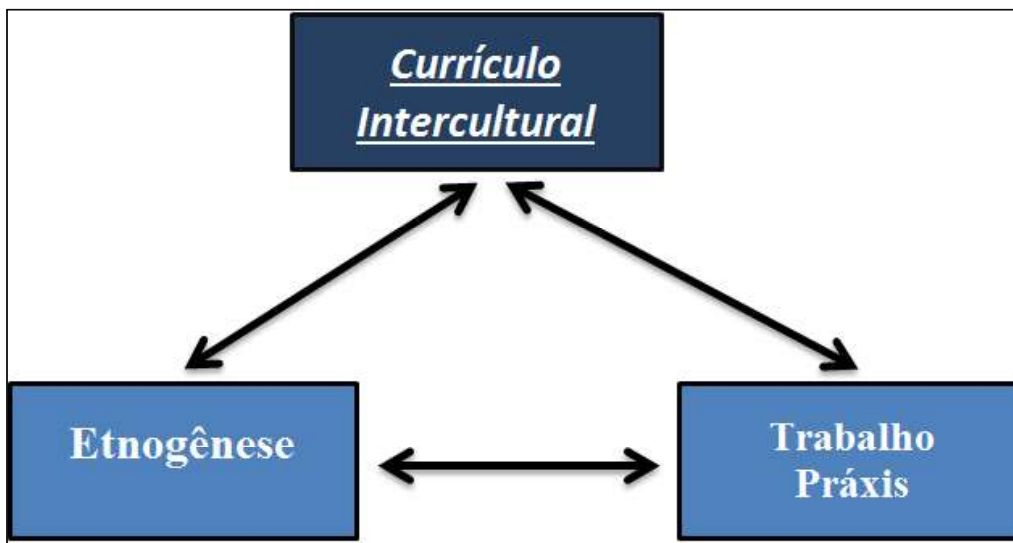 Currículo
Intercultural
Etnogênese
Trabalho
Práxis